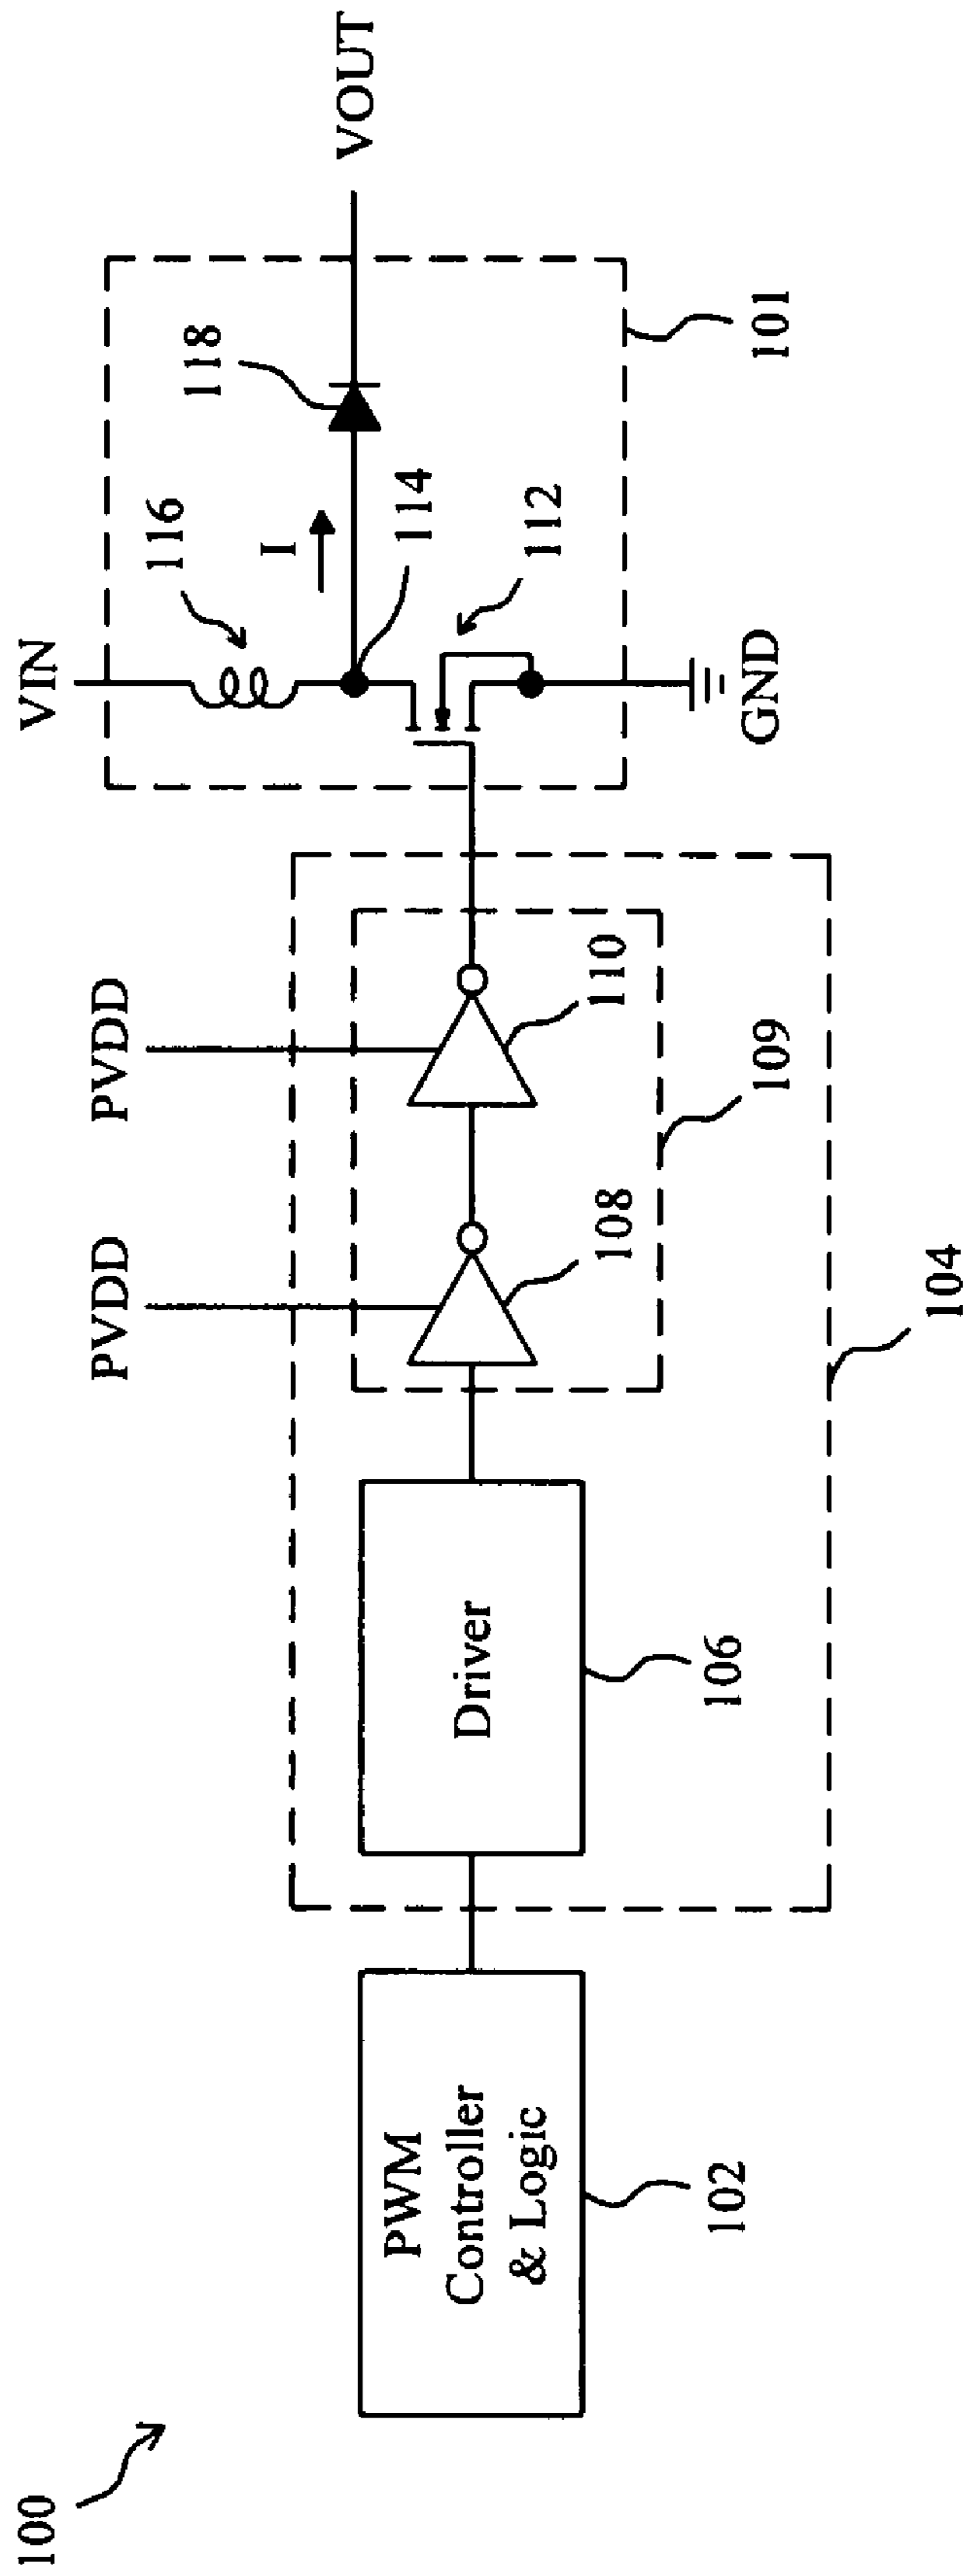 100
PWM
Controller
& Logic
102
Driver
106
104
PVDD
108
109
PVDD
110
VIN
116
I
118
114
112
GND
101
VOUT